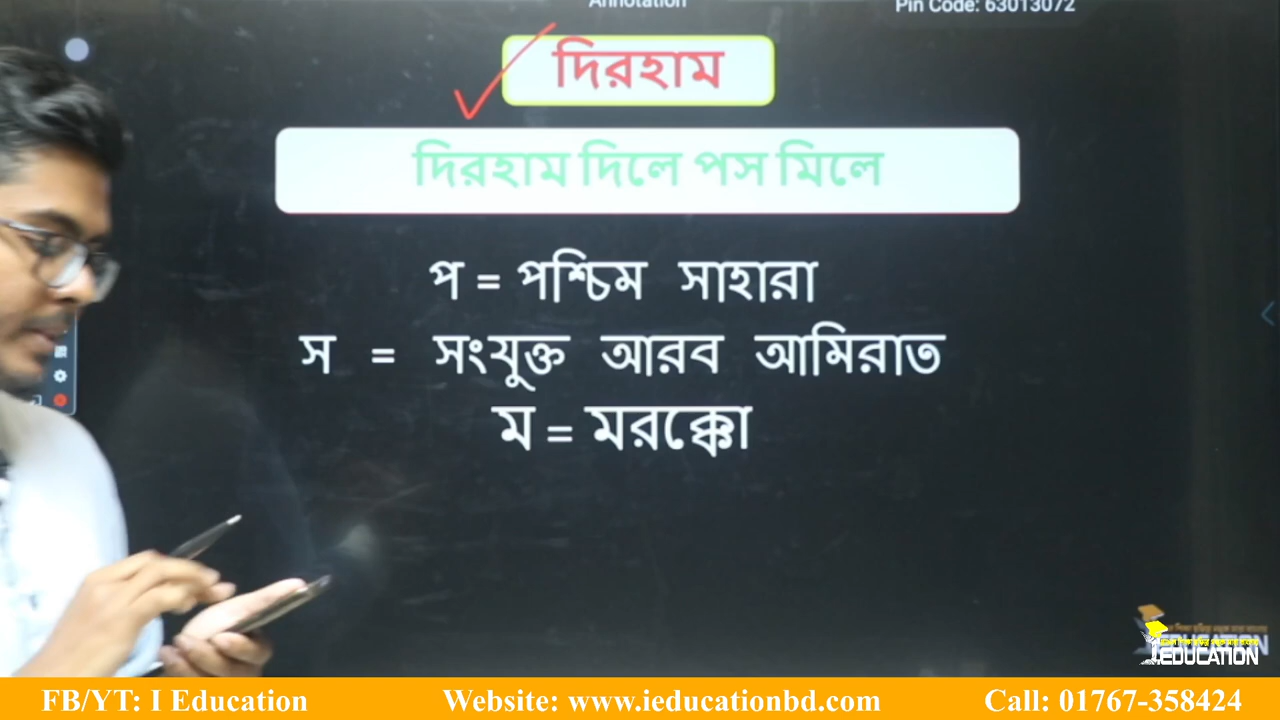 Annotation
Pin Code: 63013072
দিরহাম
দিরহাম দিলে পস মিলে
প = পশ্চিম সাহারা
স = সংযুক্ত আরব আমিরাত
ম = মরক্কো
EDUCATION
FB/YT: I Education
Website: www.ieducationbd.com
Call: 01767-358424